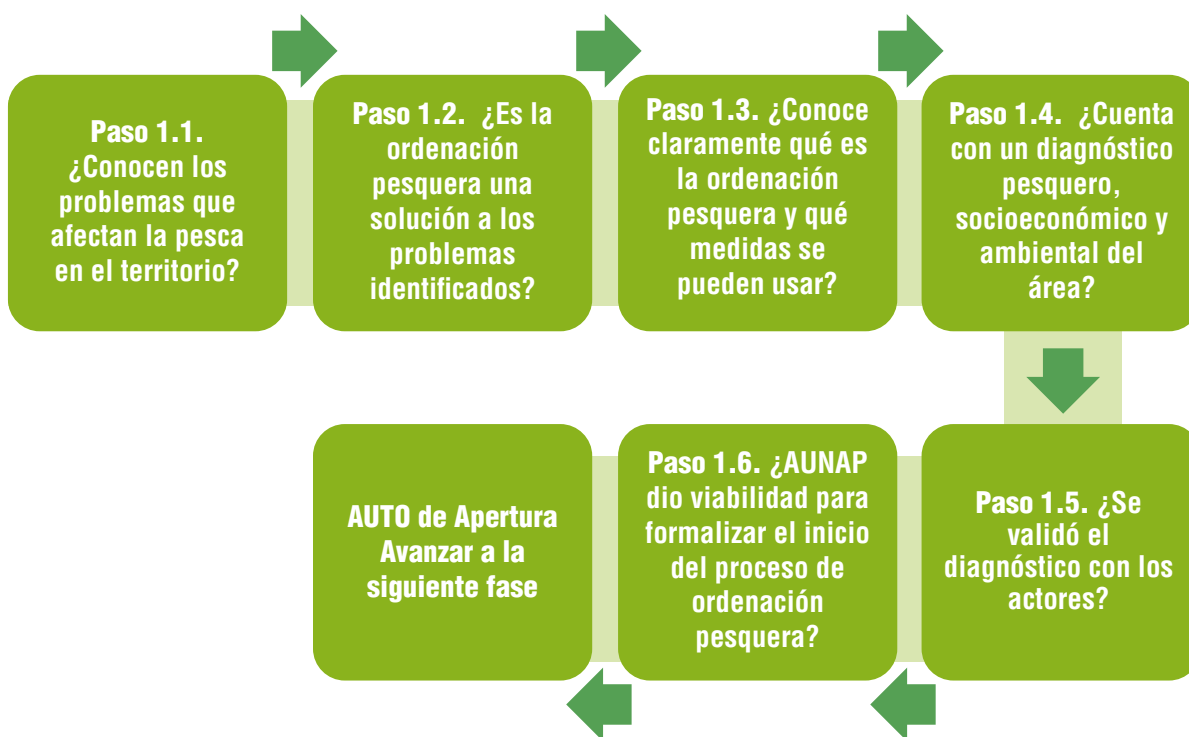 Paso 1.1.
¿Conocen los
problemas que
afectan la pesca
en el territorio?
Paso 1.2. ¿Es la
ordenación
pesquera una
solución a los
problemas
identificados?
Paso 1.3. ¿Conoce
claramente qué es
la ordenación
pesquera y qué
medidas se
pueden usar?
Paso 1.4. ¿Cuenta
con un diagnóstico
pesquero,
socioeconómico y
ambiental del
área?
Paso 1.5. ¿Se
validó el
diagnóstico con los
actores?
Paso 1.6. ¿AUNAP
dio viabilidad para
formalizar el inicio
del proceso de
ordenación
pesquera?
AUTO de Apertura
Avanzar a la
siguiente fase